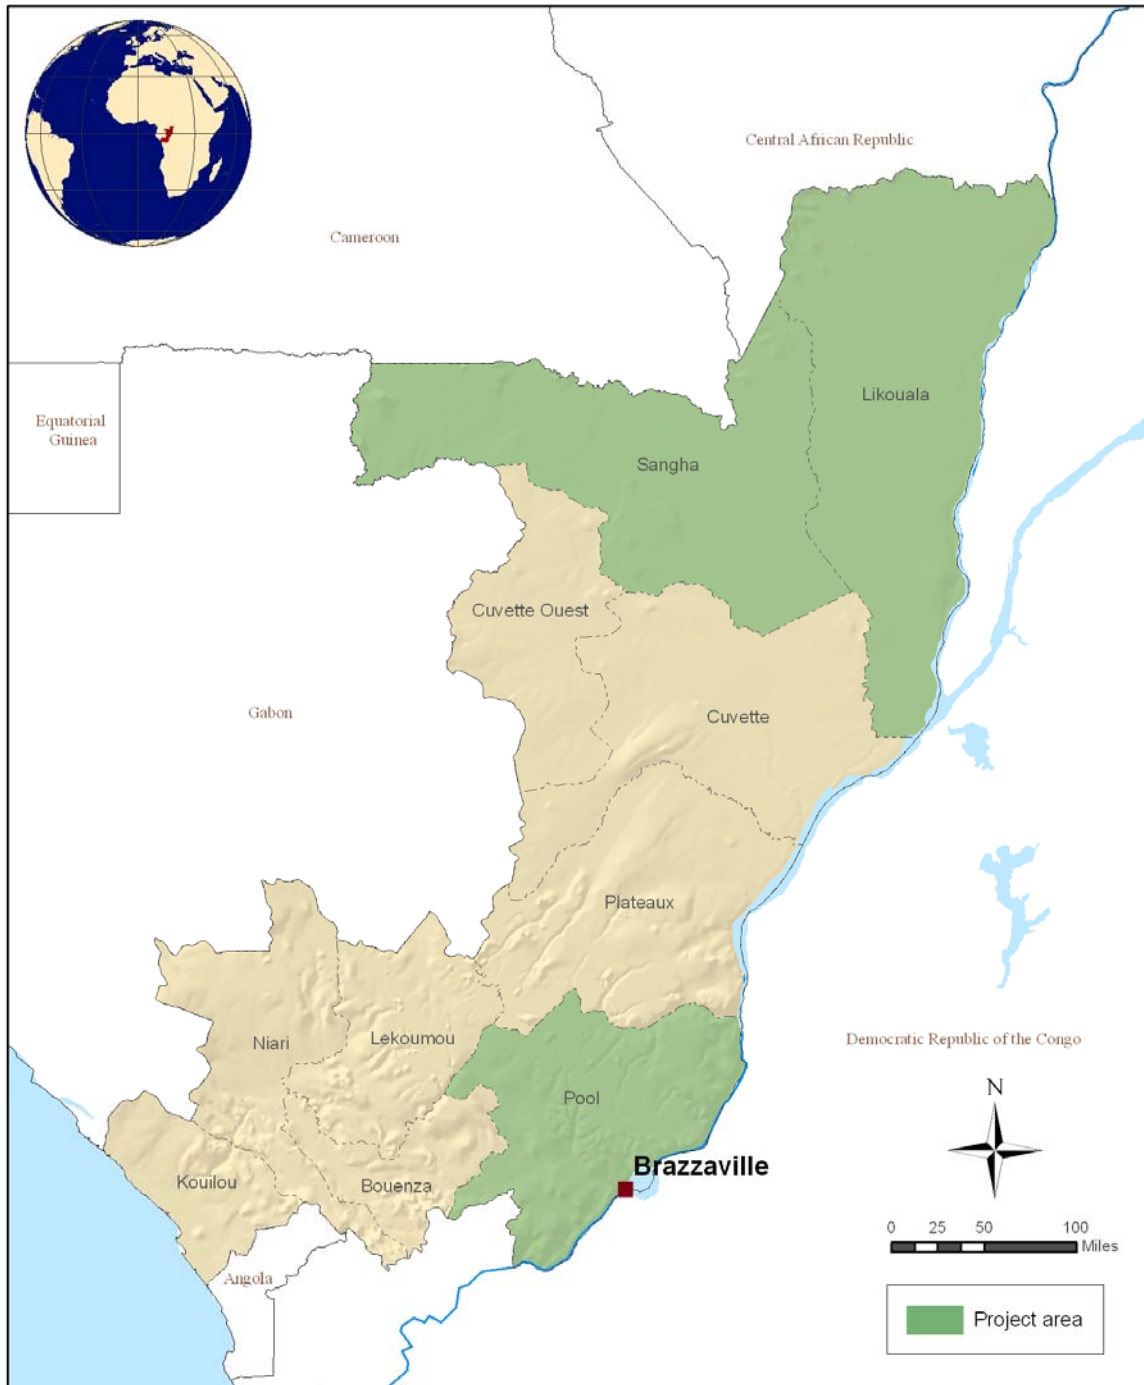 Central African Republic
Cameroon
Likouala
Equatorial
Guinea
Sangha
Cuvette Ouest
Gabon
Cuvette
Plateaux
Niari
Lekoumou
Democratic Republic of the Congo
Pool
N
Brazzaville
Kouilou
Bouenza
0 25 50 100
Miles
Angola
Project area